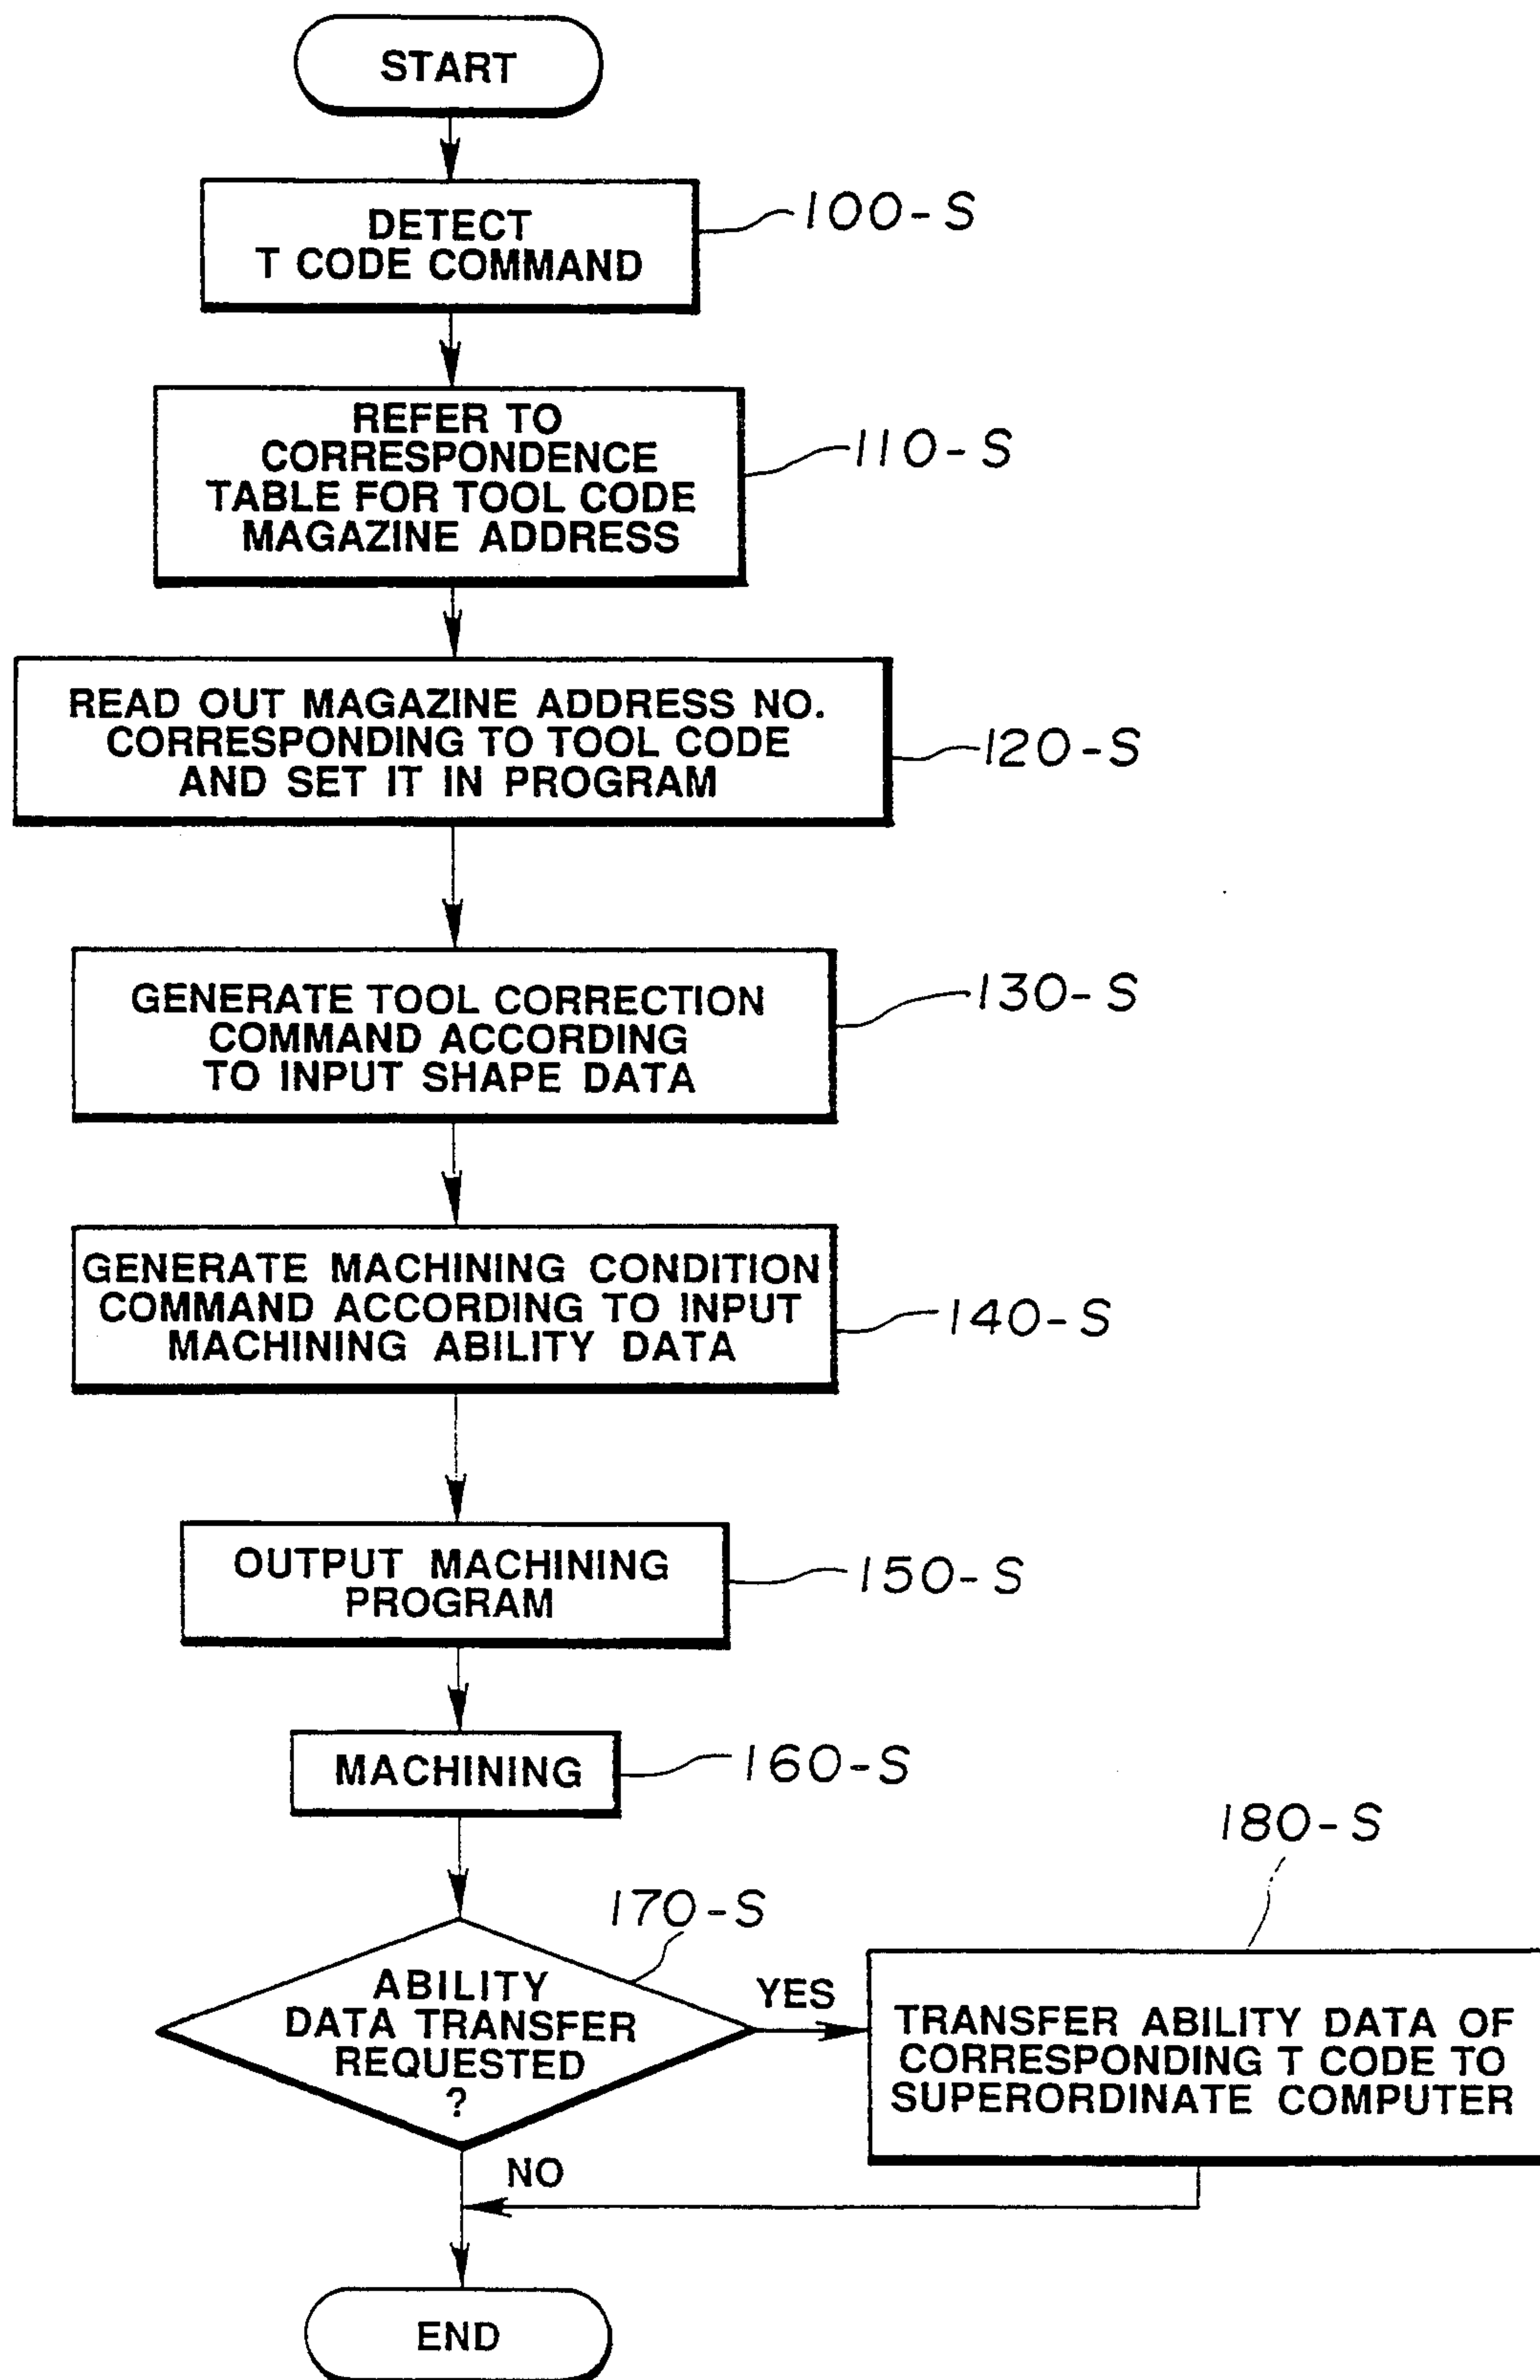 START
DETECT
T CODE COMMAND
100-S
REFER TO
CORRESPONDENCE
TABLE FOR TOOL CODE
MAGAZINE ADDRESS
110-S
READ OUT MAGAZINE ADDRESS NO.
CORRESPONDING TO TOOL CODE
AND SET IT IN PROGRAM
120-S
GENERATE TOOL CORRECTION
COMMAND ACCORDING
TO INPUT SHAPE DATA
130-S
GENERATE MACHINING CONDITION
COMMAND ACCORDING TO INPUT
MACHINING ABILITY DATA
140-S
OUTPUT MACHINING
PROGRAM
150-S
MACHINING
160-S
170-S
ABILITY
DATA TRANSFER
REQUESTED
?
YES
180-S
TRANSFER ABILITY DATA OF
CORRESPONDING T CODE TO
SUPERORDINATE COMPUTER
NO
END